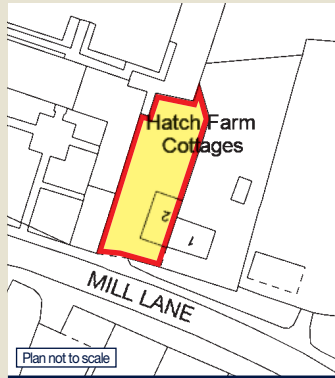 Hatch Farm
Cottages
2
1
MILL LANE
Plan not to scale